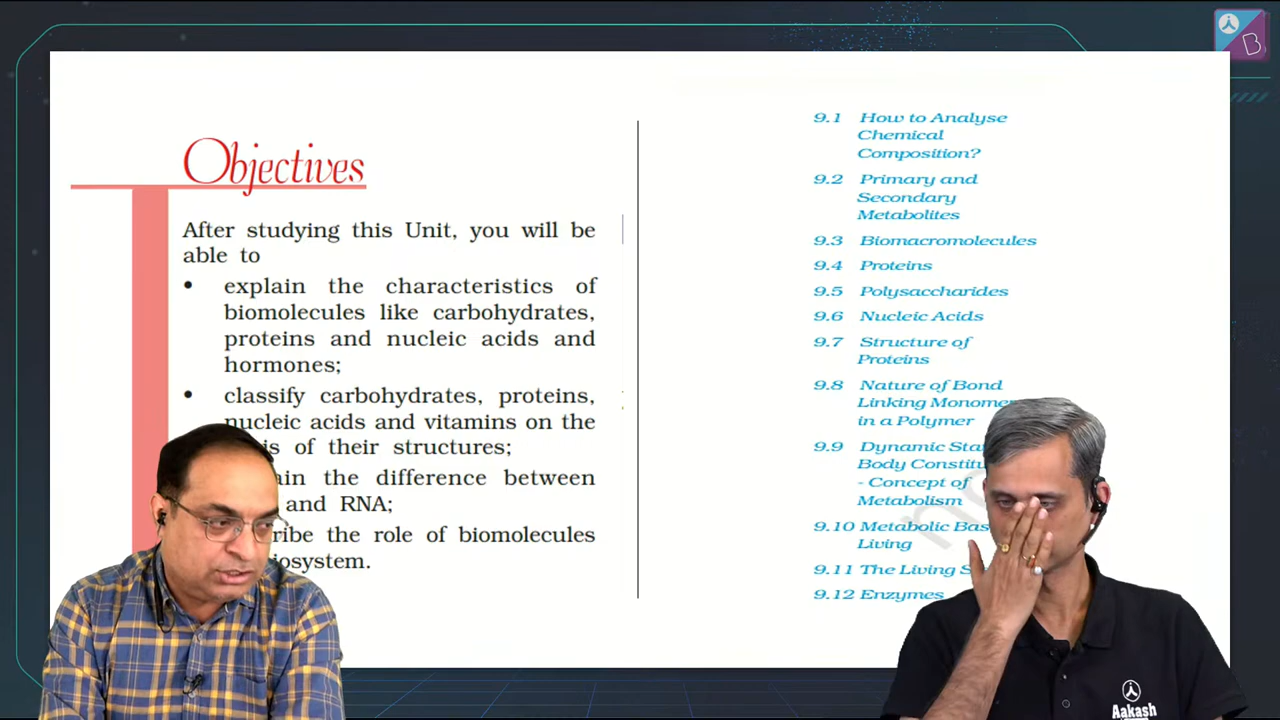 Objectives
After studying this Unit, you will be
able to
• explain the characteristics of
biomolecules like carbohydrates,
proteins and nucleic acids and
hormones;
• classify carbohydrates, proteins,
nucleic acids and vitamins on the
of their structures;
the difference between
and RNA;
the role of biomolecules
9.1 How to Analyse
Chemical
Composition?
9.2 Primary and
Secondary
Metabolites
9.3 Biomacromolecules
9.4 Proteins
9.5 Polysaccharides
9.6 Nucleic Acids
9.7 Structure of
Proteins
9.8 Nature of Bond
Linking Monomer
in a Polymer
9.9 Dynamic
Body
- Concept of
Metabolism
9.10 Metabolic
Living
9.11 The Living
9.12 Enzymes
B
Aakash